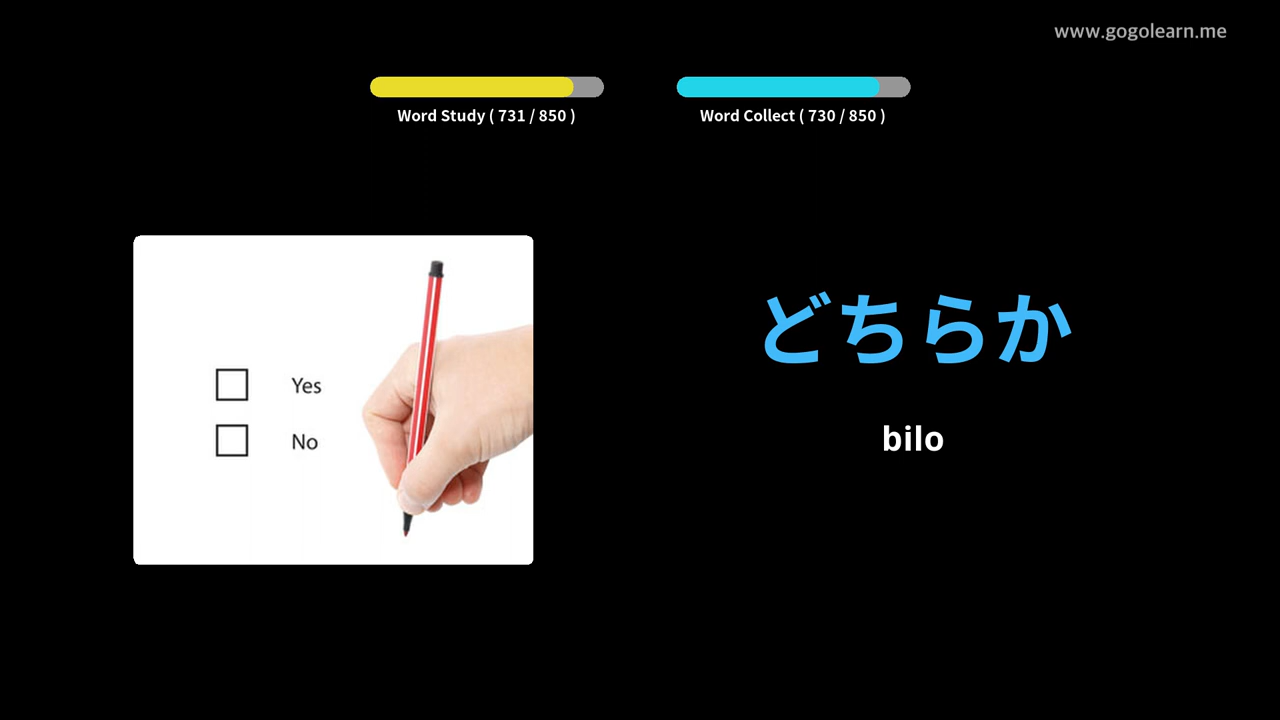 www.gogolearn.me
Word Study ( 731 / 850 )
Word Collect ( 730 / 850 )
Yes
No
どちらか
bilo